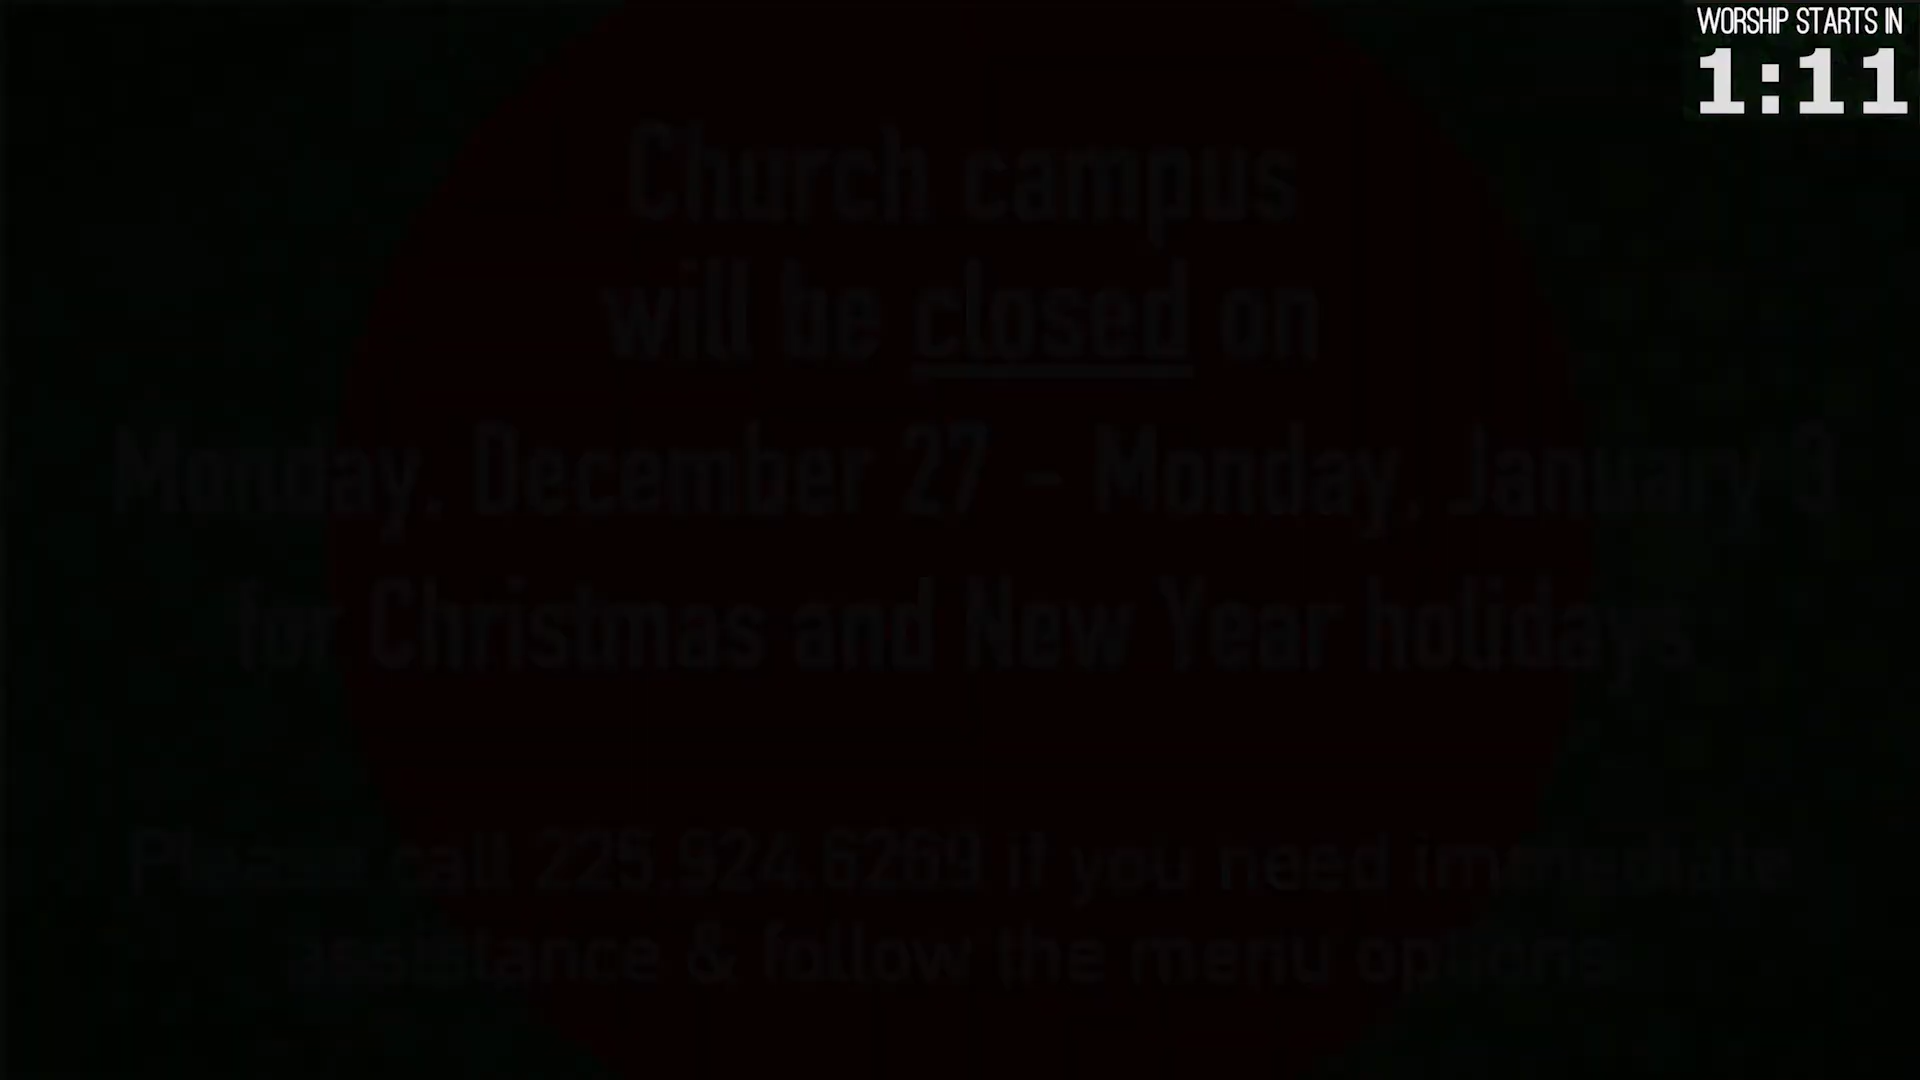 WORSHIP STARTS IN
1:11
Church campus
will be closed on
Monday, December 27 - Monday, January 3
for Christmas and New Year holidays
Please call 225.924.6269 if you need immediate
assistance & follow the menu options